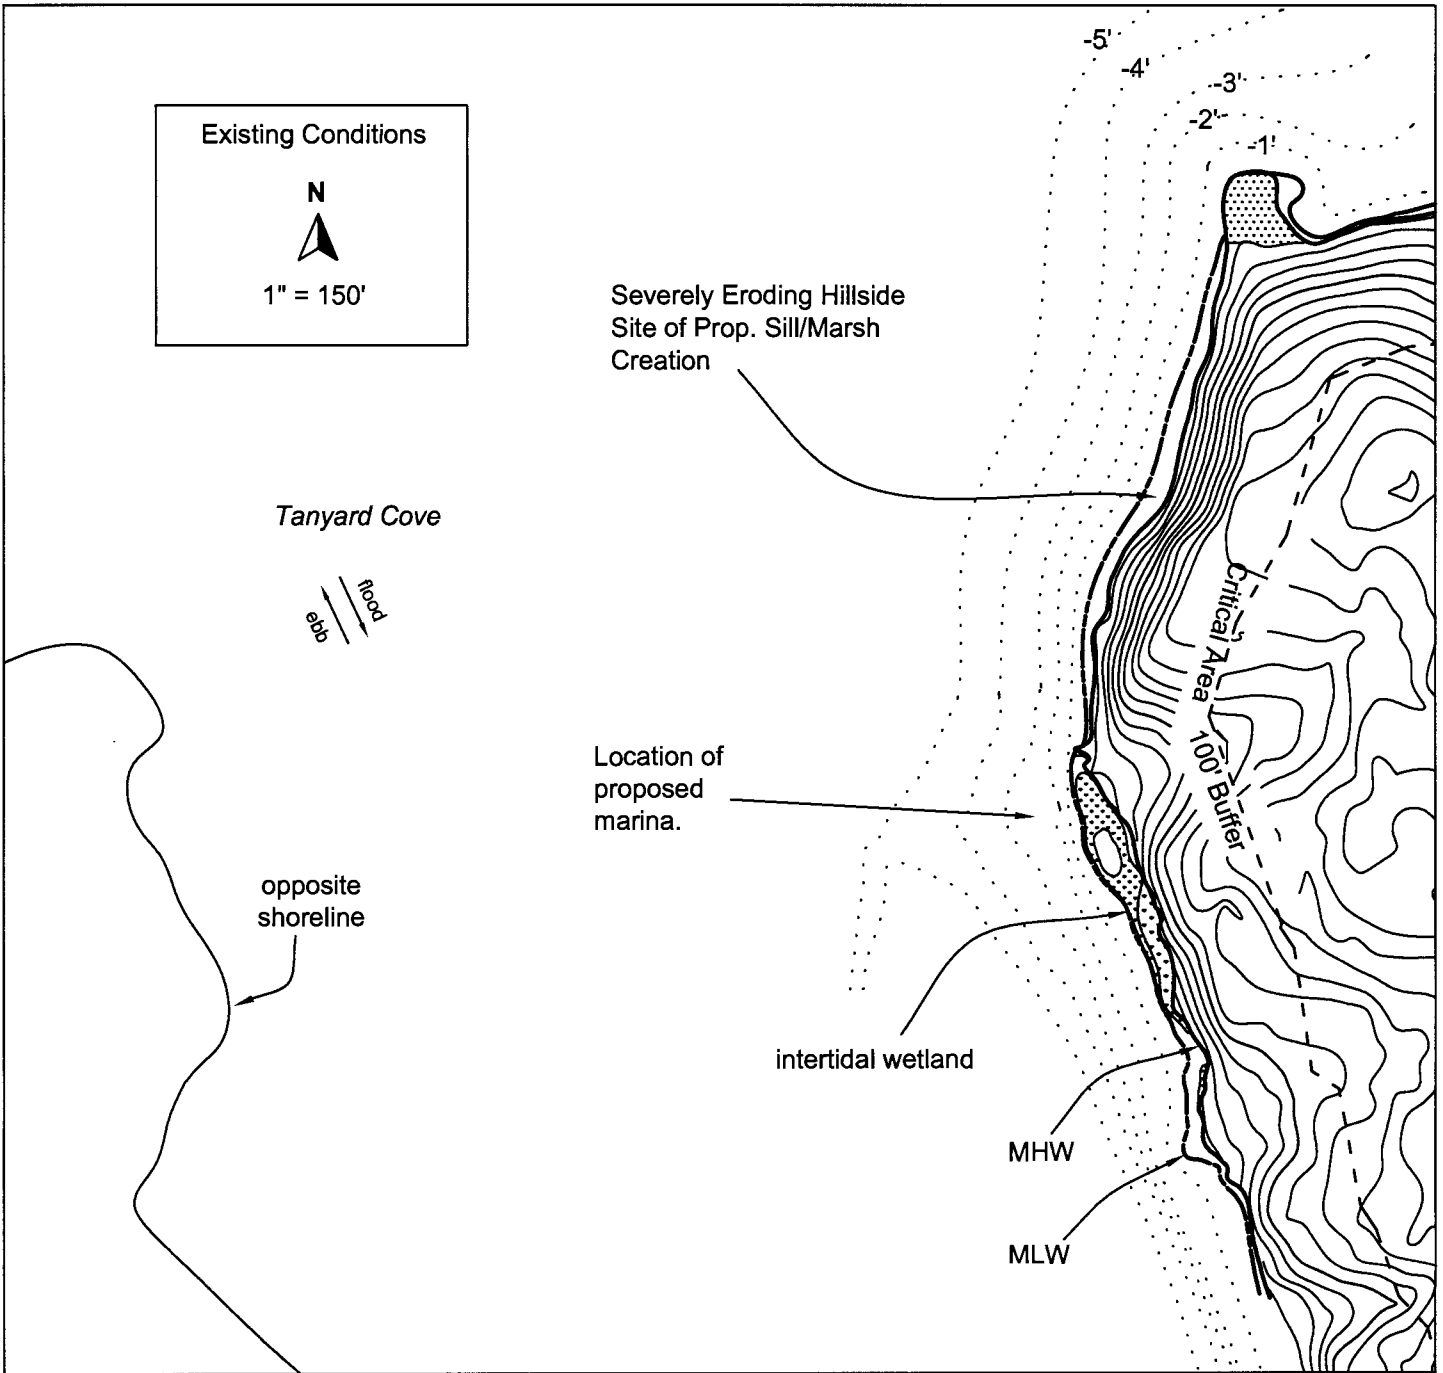 -5'
-4'
-3'
-2'
-1'
Existing Conditions
N
1" = 150'
Severely Eroding Hillside
Site of Prop. Sill/Marsh
Creation
Tanyard Cove
flood
ebb
Critical Area
100' Buffer
Location of
proposed
marina.
opposite
shoreline
intertidal wetland
MHW
MLW